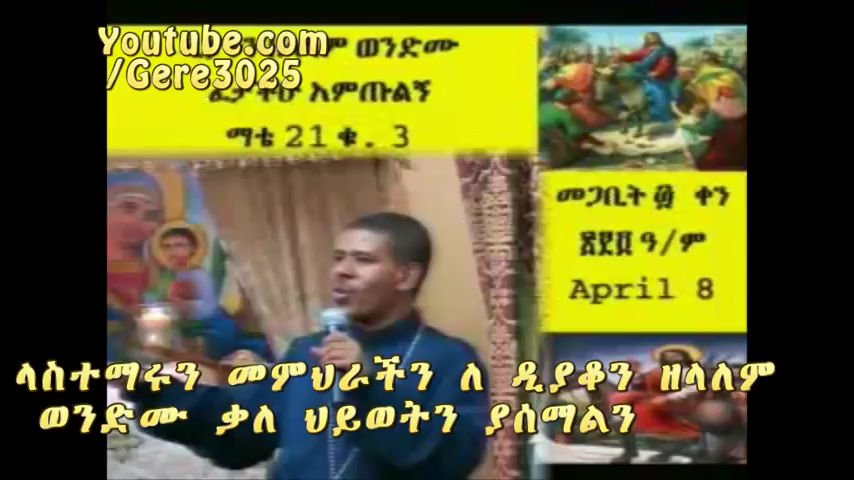 Youtube.com
/Gere3025
ወንድሙ
አምጡልኝ
ማቴ 21 ቁ. 3
መጋቢት ቀን
ዓ/ም
April 8
ላስተማሩን መምህራችን ለ ዲያቆን ዘላለም
ወንድሙ ቃለ ህይወትን ያሰማልን